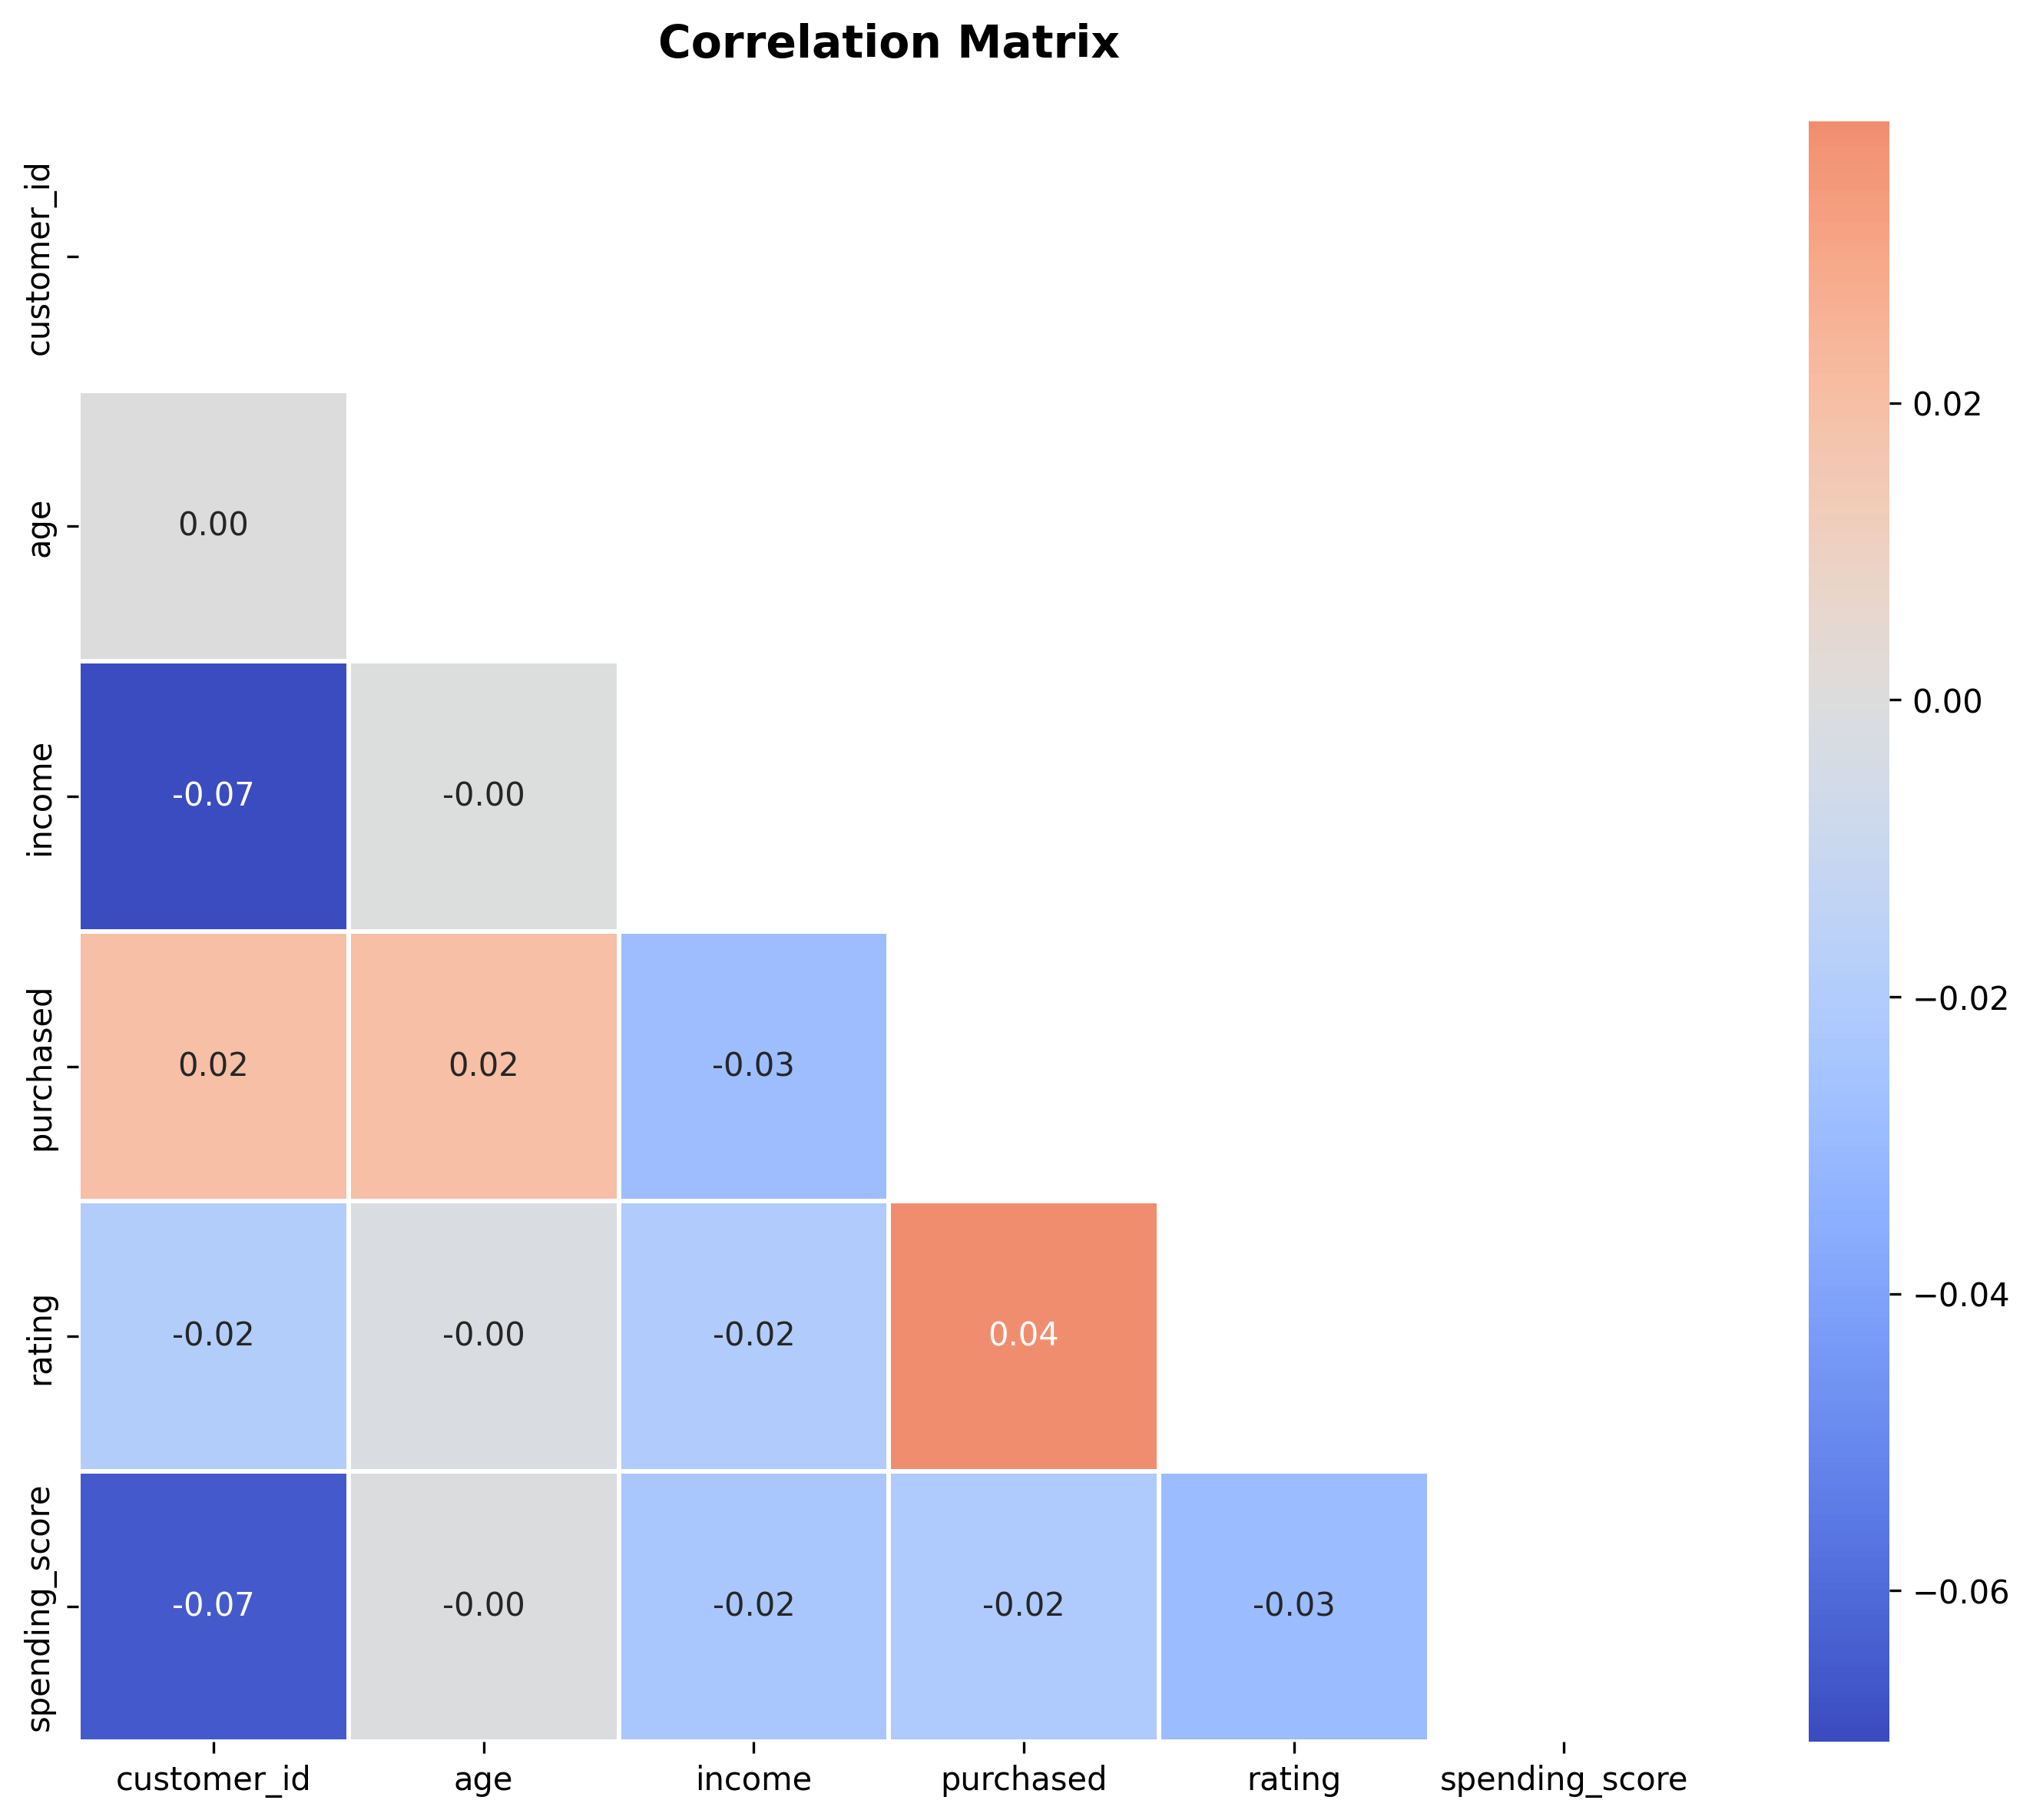 Correlation Matrix
customer_id
age
0.00
income
-0.07 -0.00
purchased
0.02 0.02 -0.03
rating
-0.02 -0.00 -0.02 0.04
spending_score
-0.07 -0.00 -0.02 -0.02 -0.03
customer_id age income purchased rating spending_score
0.02
0.00
−0.02
−0.04
−0.06